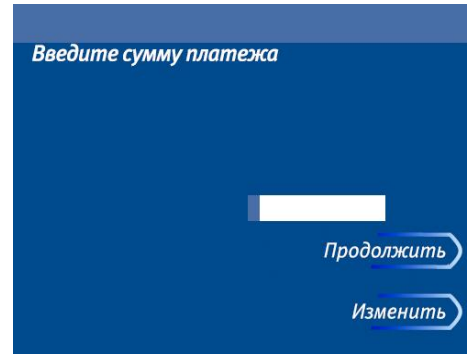 Введите сумму платежа
Продолжить
Изменить